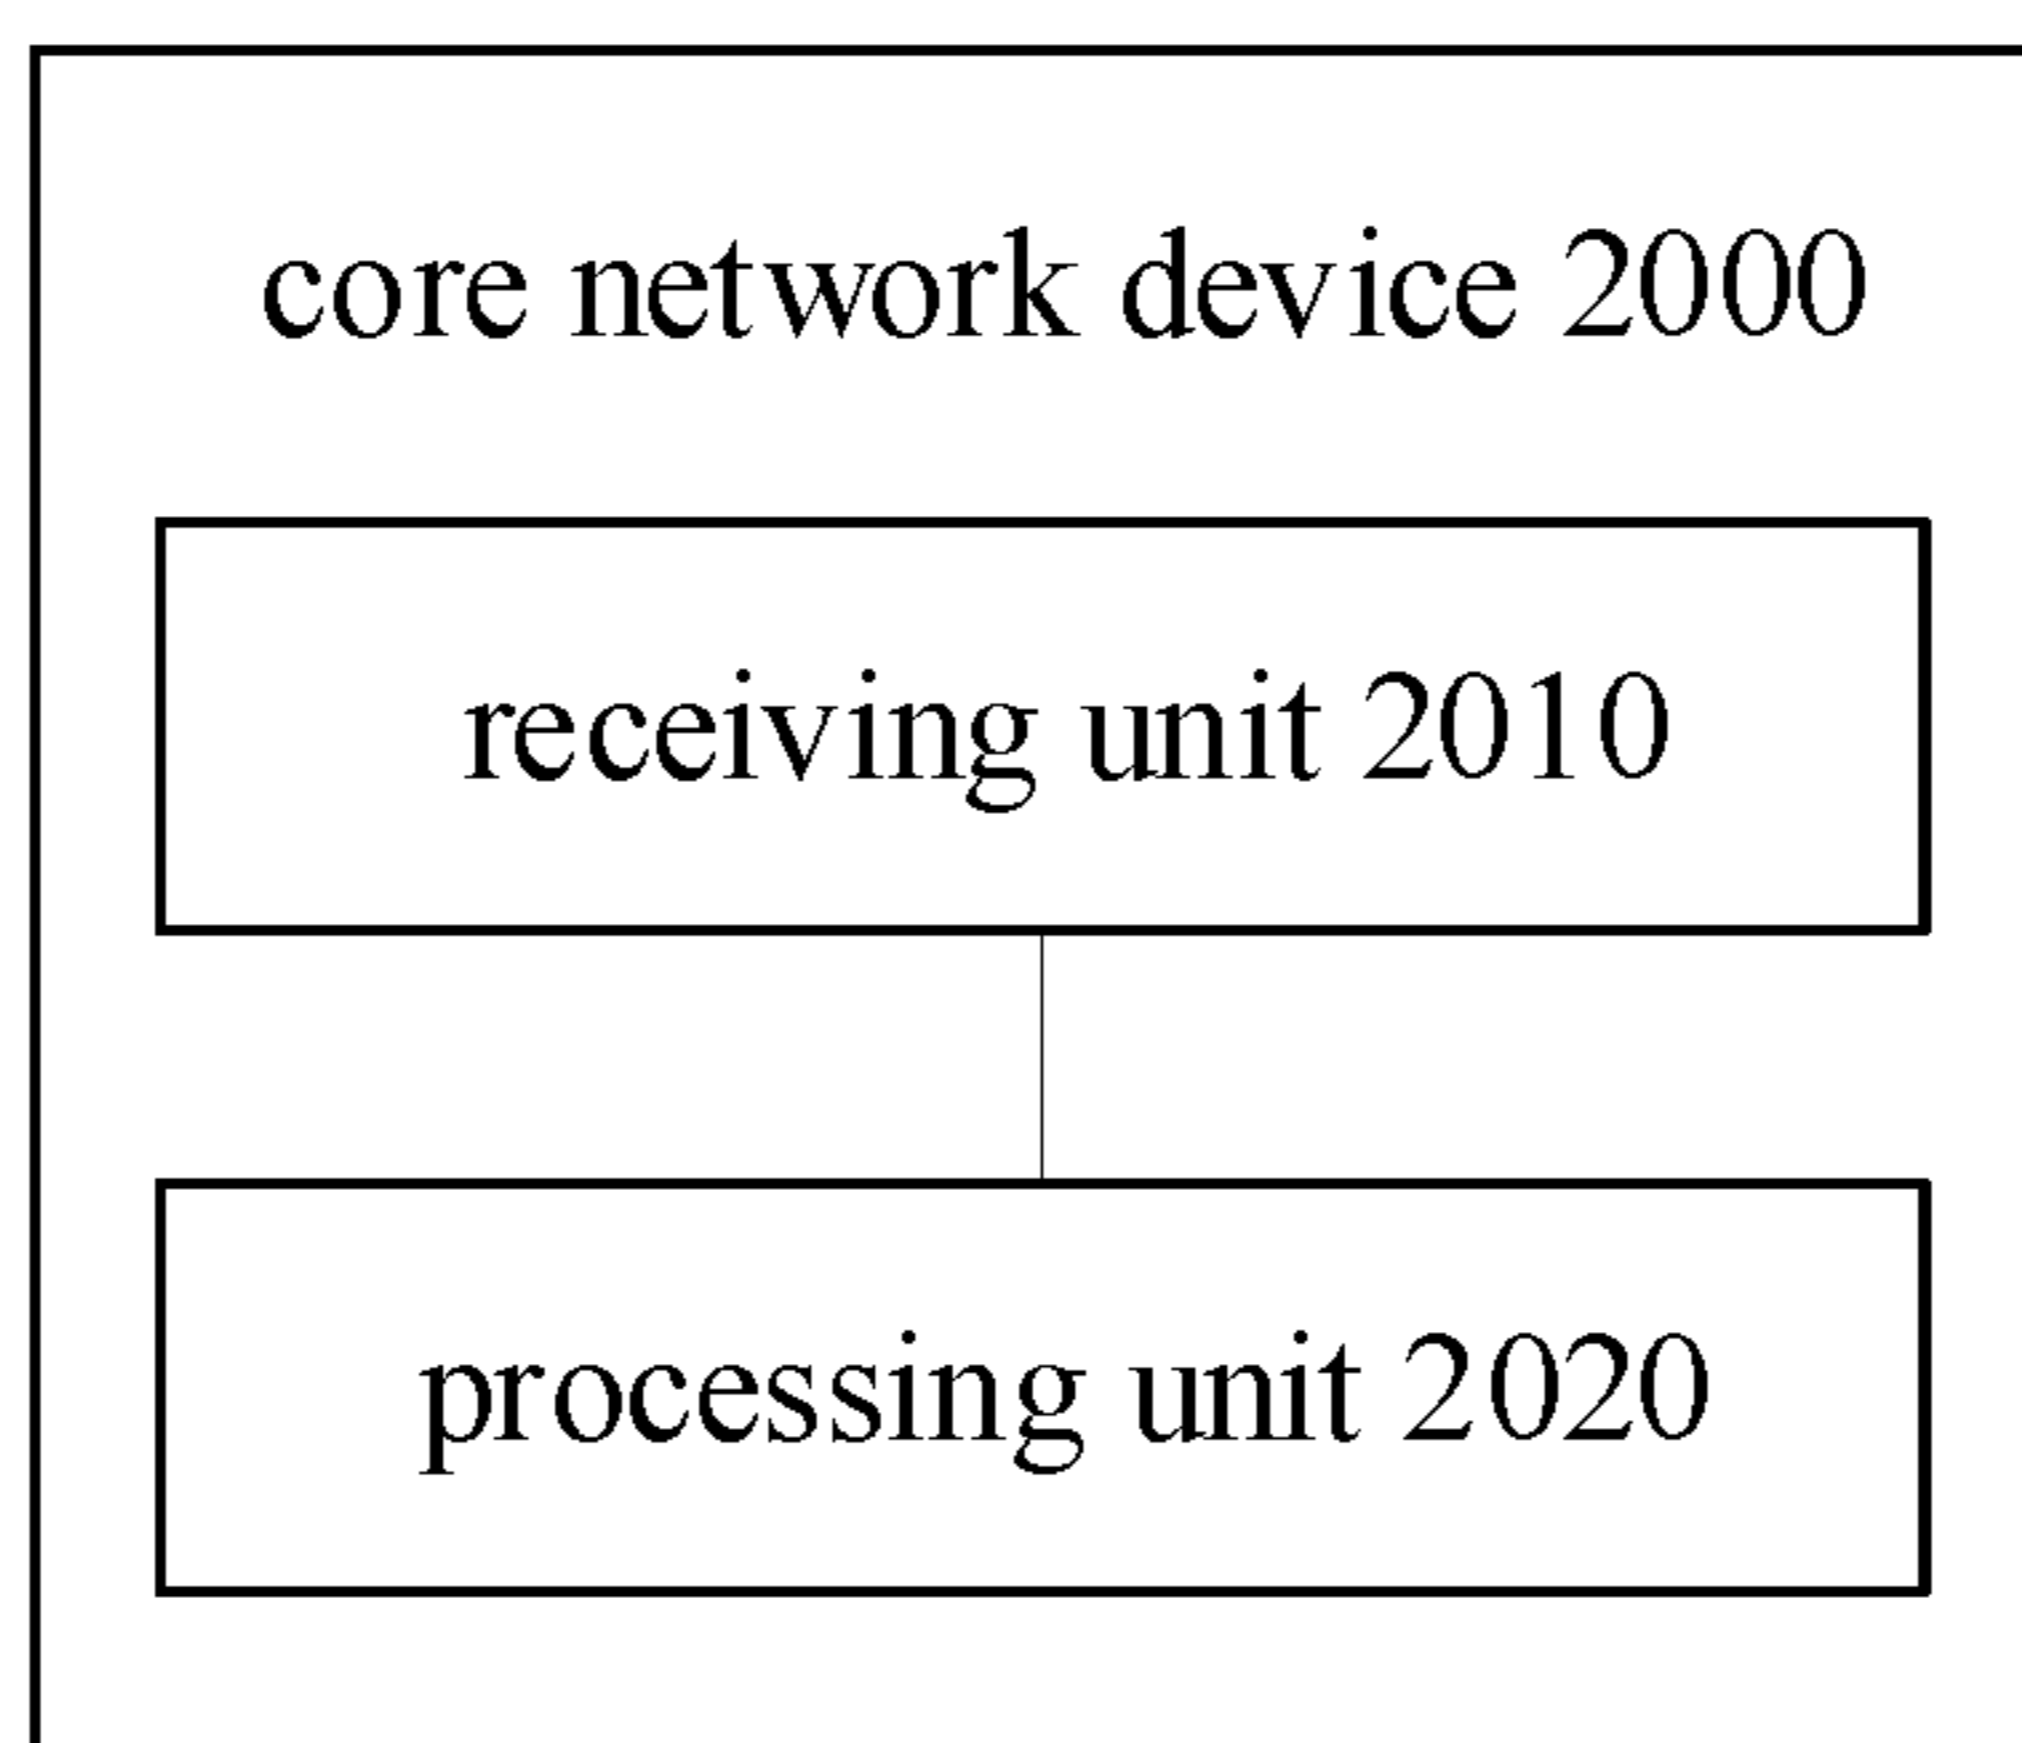 core network device 2000
receiving unit 2010
processing unit 2020